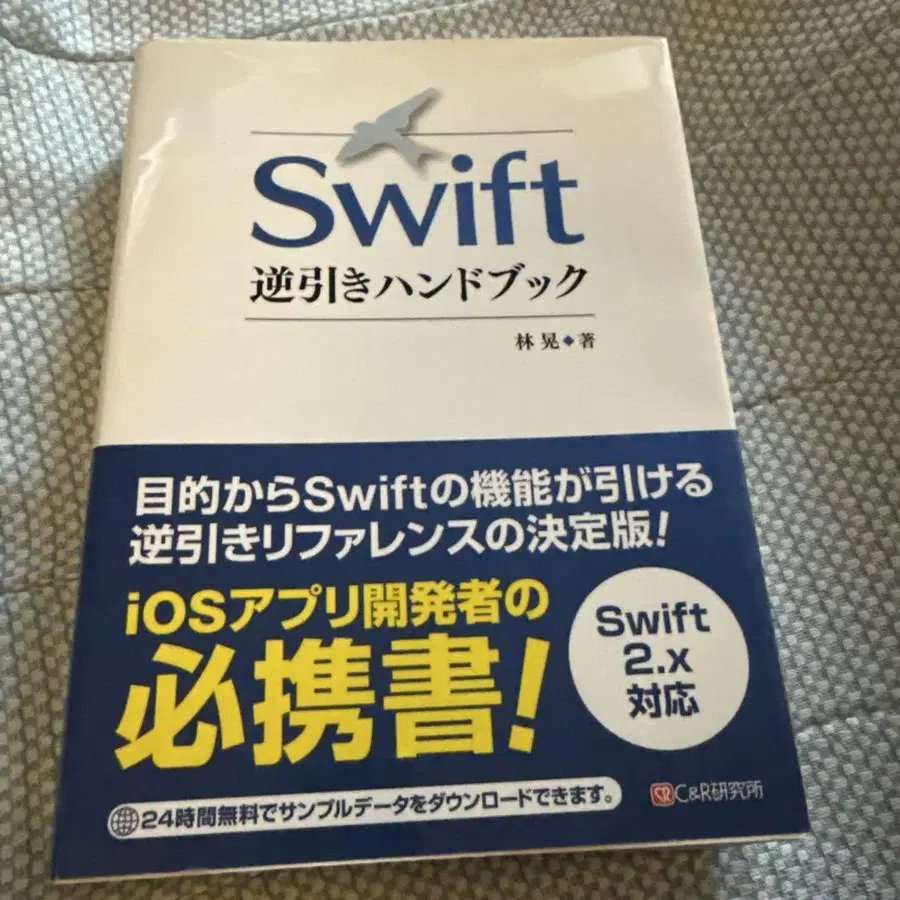 Swift
逆引きハンドブック
林 晃◆著
目的からSwiftの機能が引ける
逆引きリファレンスの決定版!
iOSアプリ開発者の
必携書!
Swift
2.x
対応
24時間無料でサンプルデータをダウンロードできます。
CR C&R研究所